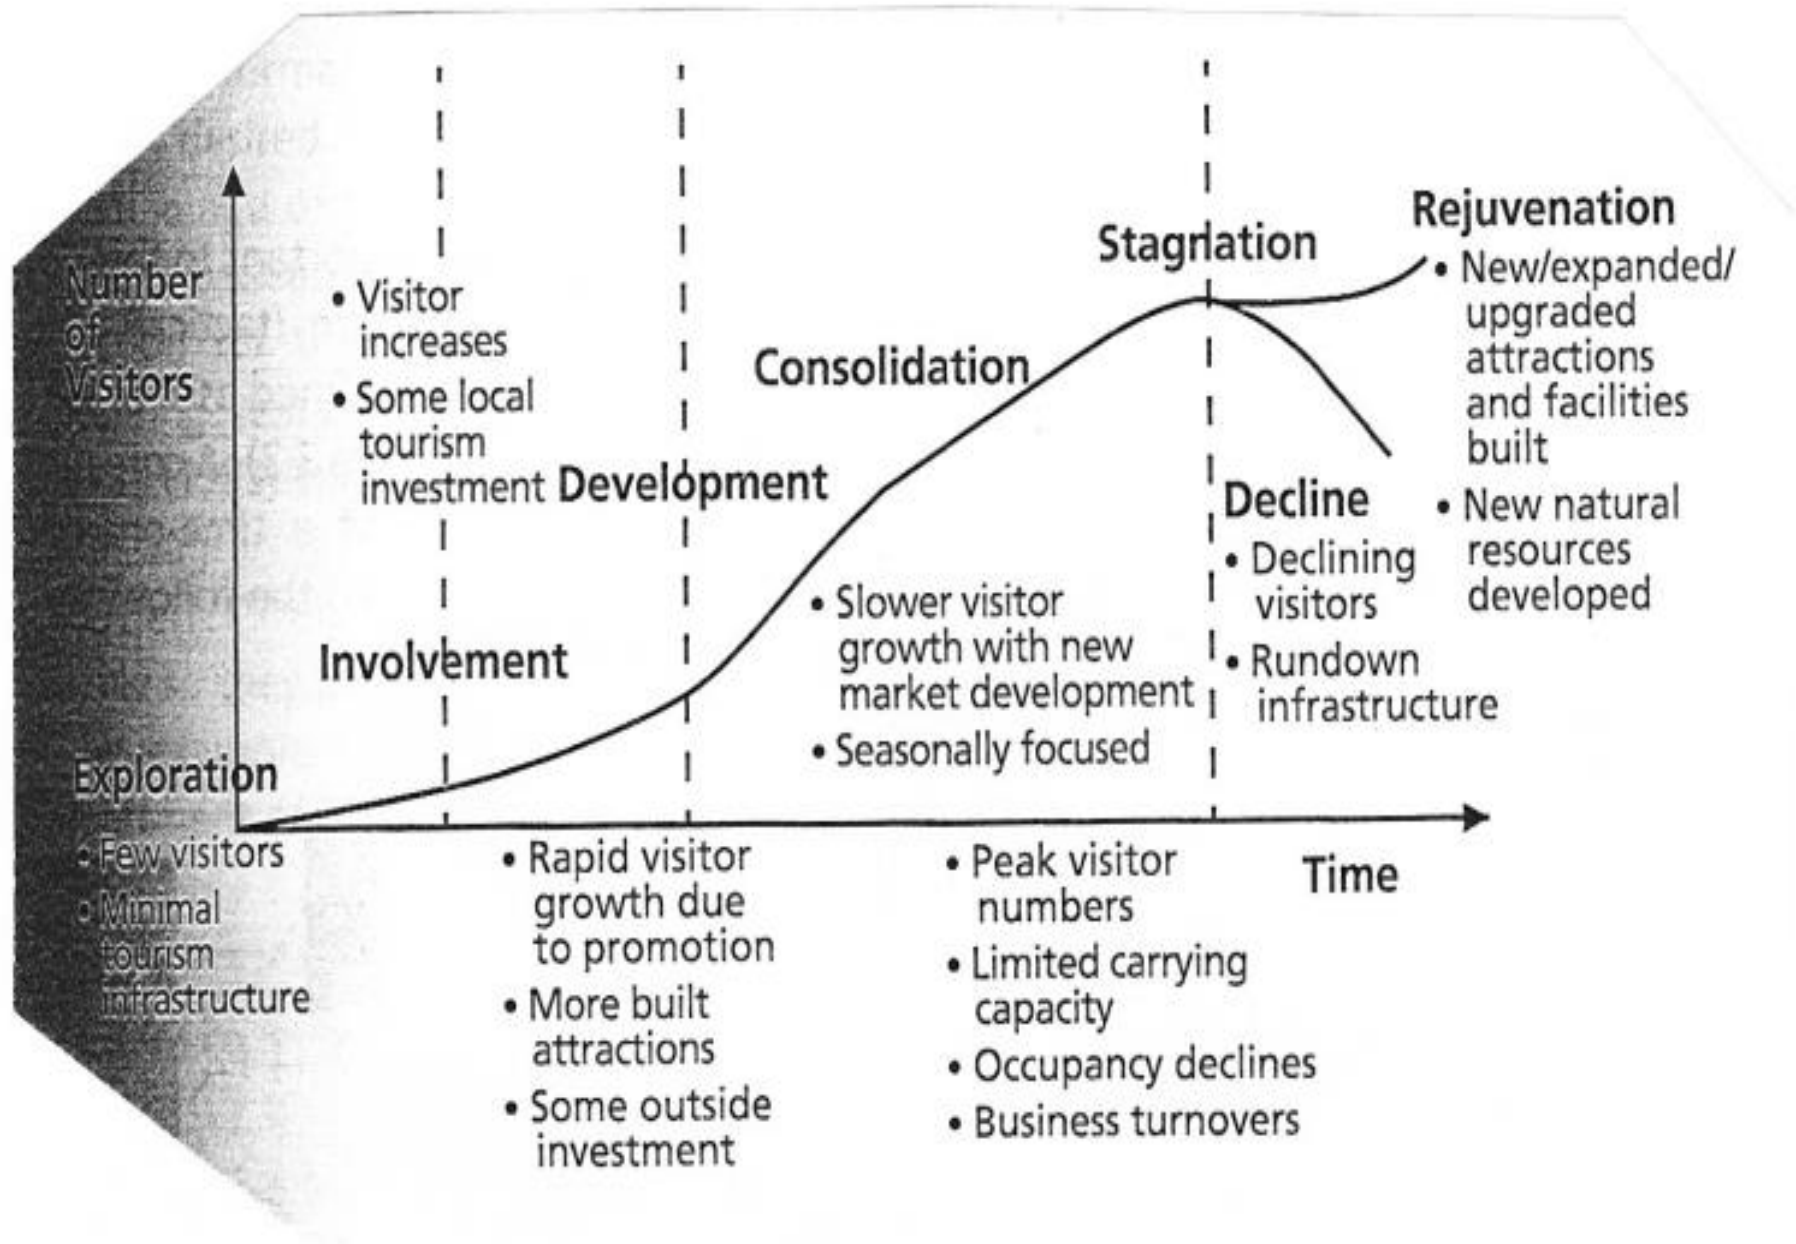 Number
of
Visitors
Exploration
• Few visitors
• Minimal
tourism
infrastructure
Involvement
• Visitor
increases
• Some local
tourism
investment
Development
• Rapid visitor
growth due
to promotion
• More built
attractions
• Some outside
investment
Consolidation
• Slower visitor
growth with new
market development
• Seasonally focused
Stagnation
• Peak visitor
numbers
• Limited carrying
capacity
• Occupancy declines
• Business turnovers
Decline
• Declining
visitors
• Rundown
infrastructure
Rejuvenation
• New/expanded/
upgraded
attractions
and facilities
built
• New natural
resources
developed
Time